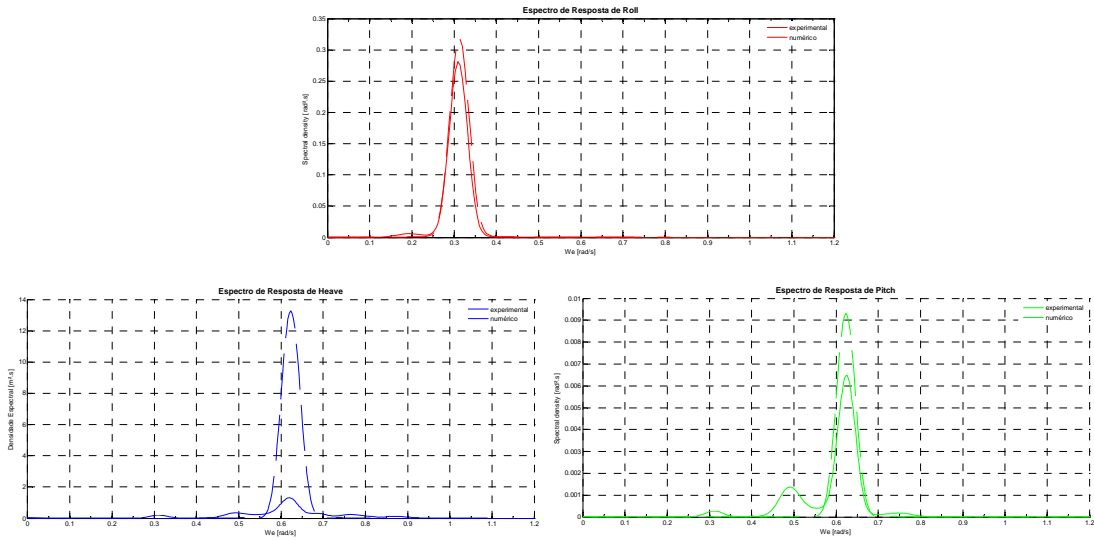 Espectro de Resposta de Roll
experimental
numérico
Spectral density [rad².s]
0.35
0.3
0.25
0.2
0.15
0.1
0.05
0
0 0.1 0.2 0.3 0.4 0.5 0.6 0.7 0.8 0.9 1 1.1 1.2
We [rad/s]
Espectro de Resposta de Heave
experimental
numérico
Densidade Espectral [m².s]
14
12
10
8
6
4
2
0
0 0.1 0.2 0.3 0.4 0.5 0.6 0.7 0.8 0.9 1 1.1 1.2
We [rad/s]
Espectro de Resposta de Pitch
experimental
numérico
Spectral density [rad².s]
0.01
0.009
0.008
0.007
0.006
0.005
0.004
0.003
0.002
0.001
0
0 0.1 0.2 0.3 0.4 0.5 0.6 0.7 0.8 0.9 1 1.1 1.2
We [rad/s]